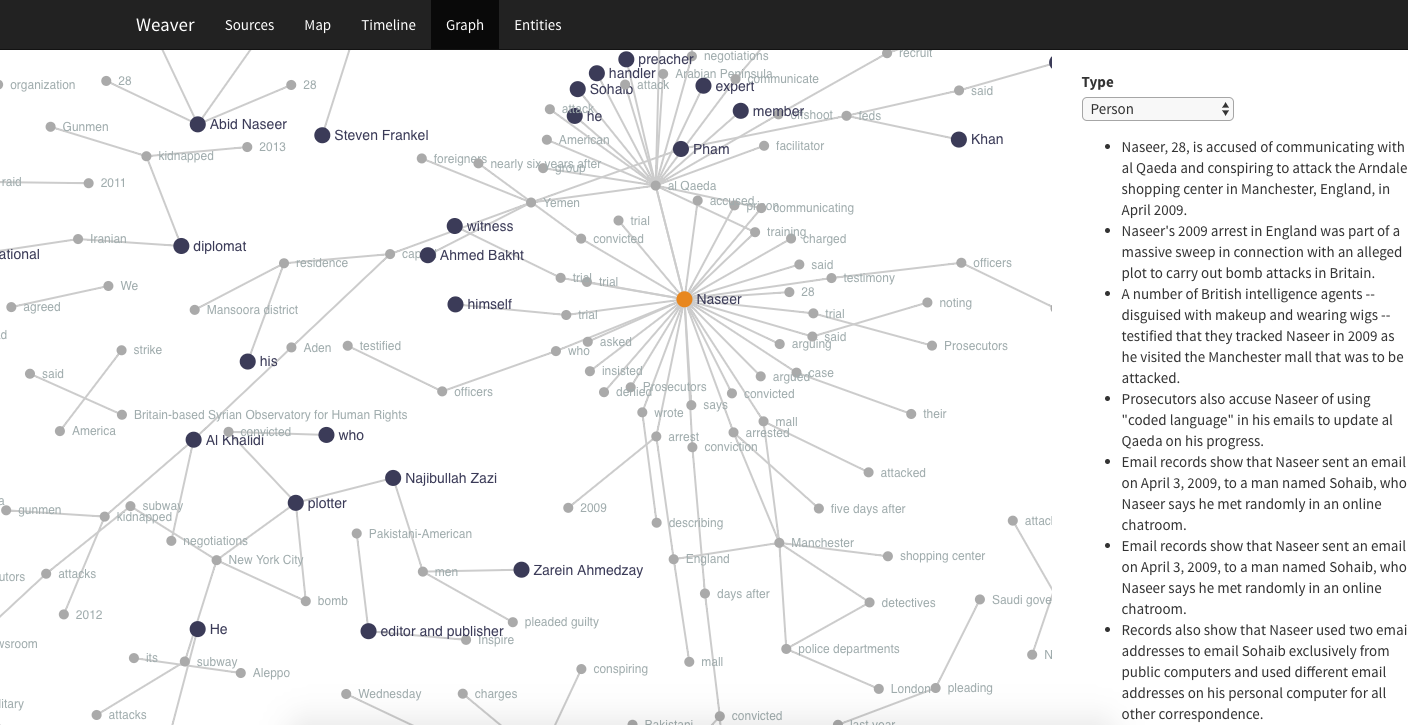 Weaver Sources Map Timeline Graph Entities
preacher negotiations recruit
handler Arabian Peninsula
organization 28 28 Sohaib attack expert communicate said
attack he member offshoot feds
Gunmen Abid Naseer Steven Frankel Khan
kidnapped 2013 American Pham facilitator
foreigners nearly six years after group
raid 2011 al Qaeda
Yemen accused prison communicating
witness trial training
Iranian diplomat convicted charged
ational Ahmed Bakht
residence said officers
trial trial testimony
We 28
agreed Mansoora district himself Naseer noting
trial trial
said
strike Aden testified who asked arguing Prosecutors
his
said insisted argued case
officers denied Prosecutors convicted
Britain-based Syrian Observatory for Human Rights wrote says their
America convicted mall
Al Khalidi who arrest arrested
conviction
Najibullah Zazi attacked
plotter
gunmen subway 2009 five days after
kidnapped describing attac
negotiations Pakistani-American Manchester
New York City England shopping center
attacks men Zarein Ahmedzay
bomb days after detectives Saudi gove
2012 pleaded guilty
He editor and publisher
Inspire police departments
its subway mall N
Aleppo conspiring
London pleading
Wednesday charges
attacks convicted
Pakistani last year
Type
Person
Naseer, 28, is accused of communicating with
al Qaeda and conspiring to attack the Arndale
shopping center in Manchester, England, in
April 2009.
Naseer's 2009 arrest in England was part of a
massive sweep in connection with an alleged
plot to carry out bomb attacks in Britain.
A number of British intelligence agents --
disguised with makeup and wearing wigs --
testified that they tracked Naseer in 2009 as
he visited the Manchester mall that was to be
attacked.
Prosecutors also accuse Naseer of using
"coded language" in his emails to update al
Qaeda on his progress.
Email records show that Naseer sent an email
on April 3, 2009, to a man named Sohaib, who
Naseer says he met randomly in an online
chatroom.
Email records show that Naseer sent an email
on April 3, 2009, to a man named Sohaib, who
Naseer says he met randomly in an online
chatroom.
Records also show that Naseer used two emai
addresses to email Sohaib exclusively from
public computers and used different email
addresses on his personal computer for all
other correspondence.